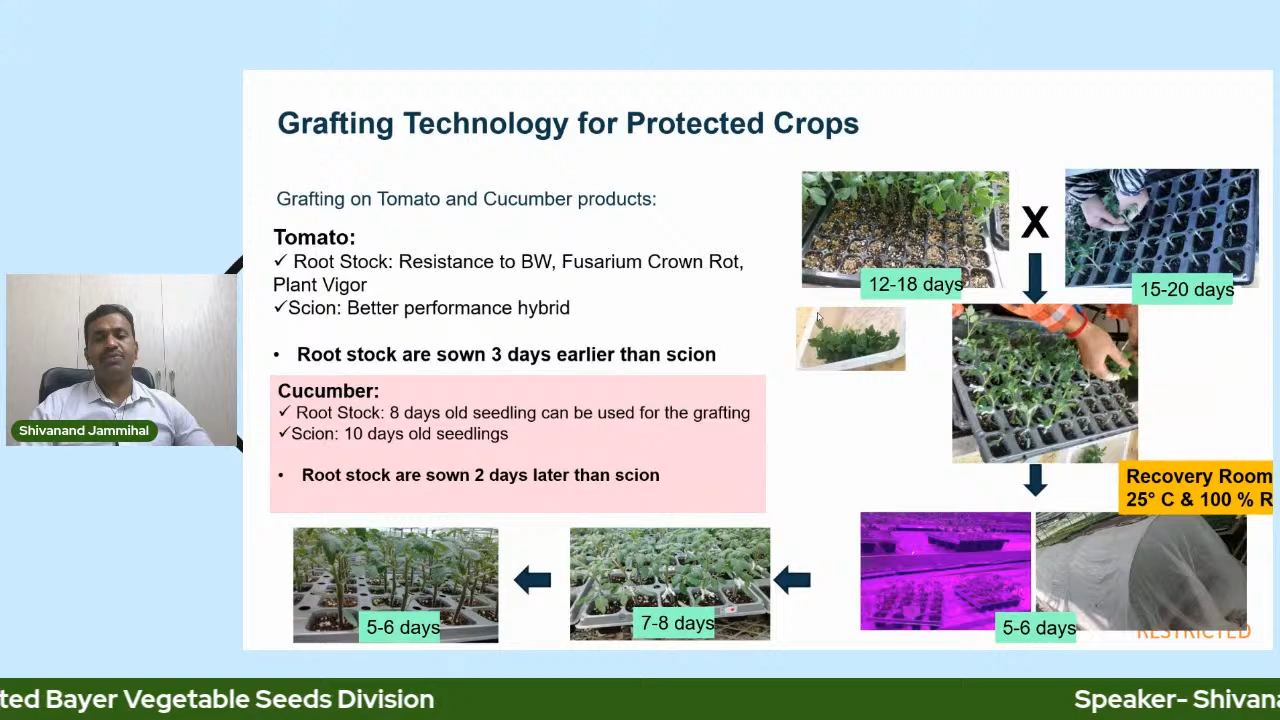 Grafting Technology for Protected Crops
Grafting on Tomato and Cucumber products:
Tomato:
✓ Root Stock: Resistance to BW, Fusarium Crown Rot,
Plant Vigor
✓Scion: Better performance hybrid
• Root stock are sown 3 days earlier than scion
Cucumber:
✓ Root Stock: 8 days old seedling can be used for the grafting
✓Scion: 10 days old seedlings
• Root stock are sown 2 days later than scion
12-18 days
X
15-20 days
Recovery Room
25° C & 100 % R
5-6 days
7-8 days
5-6 days
RESTRICTED
Shivanand Jammihal
ted Bayer Vegetable Seeds Division
Speaker- Shivana